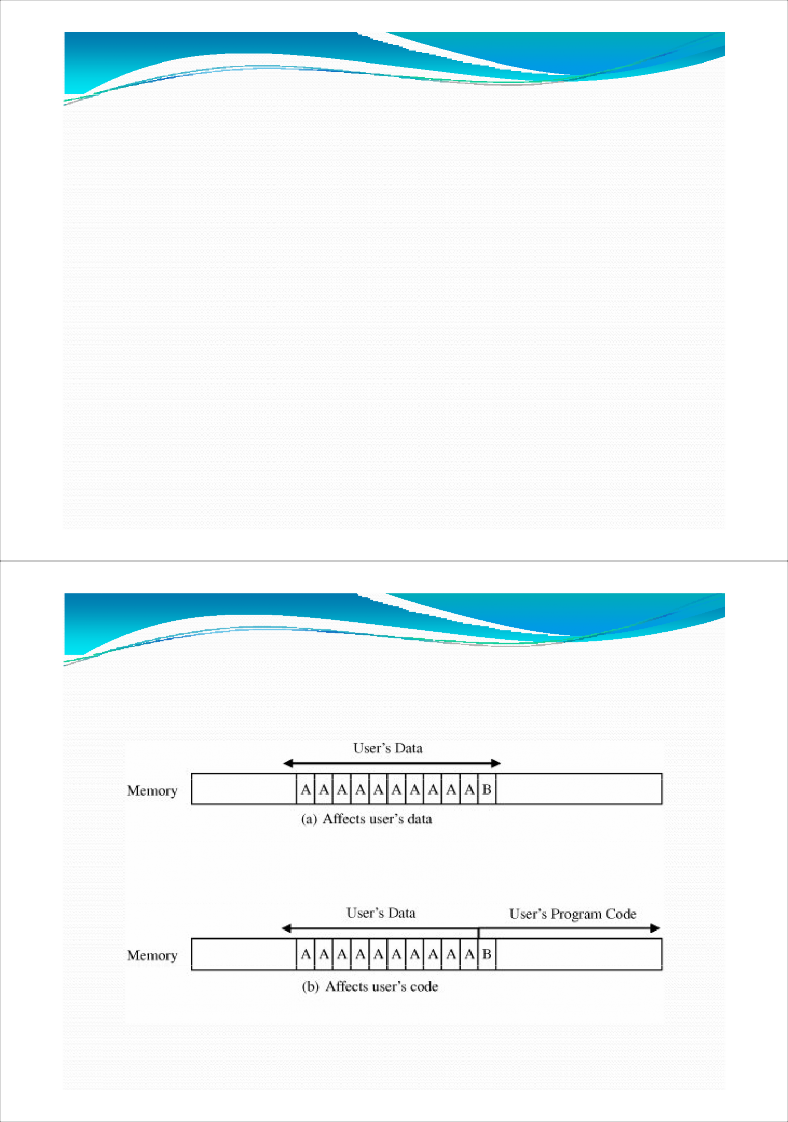 User's Data
Memory A A A A A A A A A A B
(a) Affects user's data
User's Data User's Program Code
Memory A A A A A A A A A A B
(b) Affects user's code